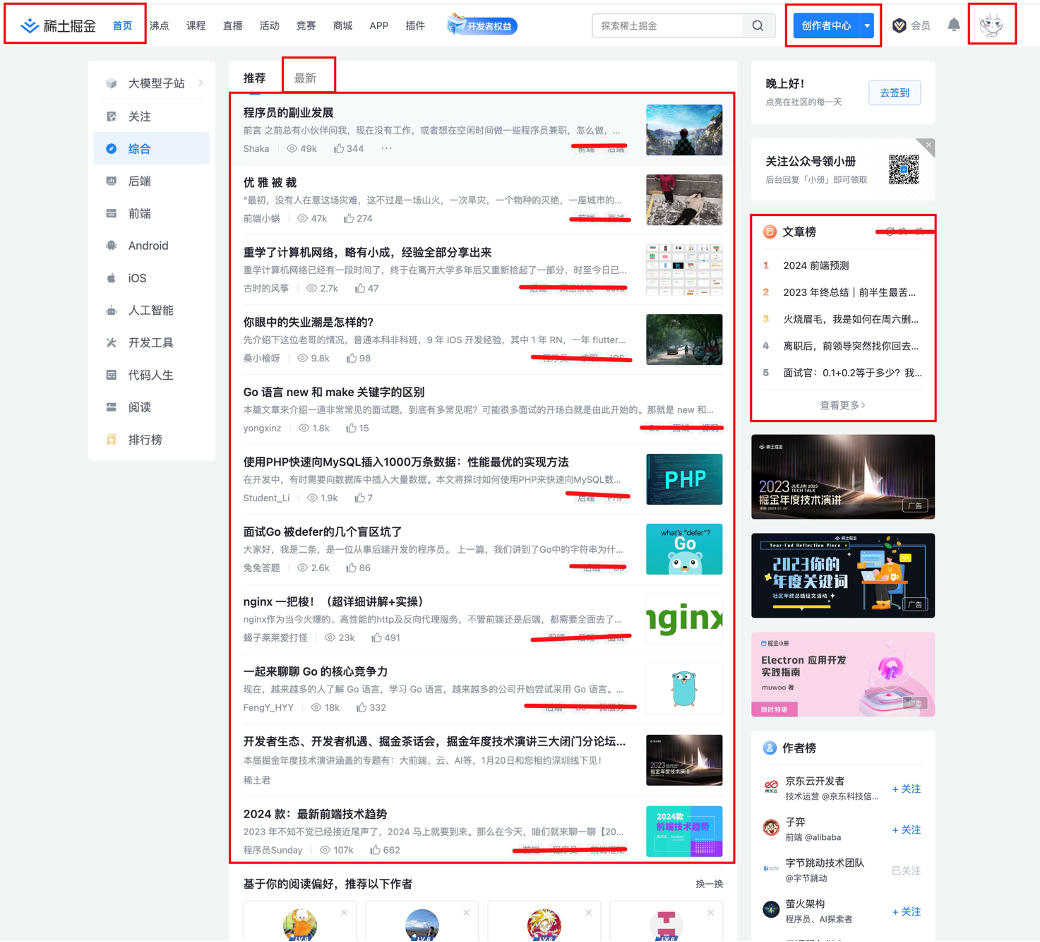 稀土掘金
首页 沸点 课程 直播 活动 竞赛 商城 APP 插件
开发者权益
探索稀土掘金
创作者中心
会员
大模型子站
关注
综合
后端
前端
Android
iOS
人工智能
开发工具
代码人生
阅读
排行榜
推荐 最新
程序员的副业发展
前言 之前总有小伙伴问我，现在没有工作，或者想在空闲时间做一些程序员兼职，怎么做，...
Shaka 49k 344 ...
优 雅 被 裁
“最初，没有人在意这场灾难，这不过是一场山火，一次旱灾，一个物种的灭绝，一座城市的...
前端小蜗 47k 274
重学了计算机网络，略有小成，经验全部分享出来
重学计算机网络已经有一段时间了，终于在离开大学多年后又重新拾起了一部分，时至今日已...
古时的风筝 2.7k 47
你眼中的失业潮是怎样的?
先介绍下这位老哥的情况，普通本科非科班，9 年 IOS 开发经验、其中 1 年 RN，一年 flutter...
桑小榆呀 9.8k 98
Go 语言 new 和 make 关键字的区别
本篇文章来介绍一道非常常见的面试题，到底有多常见呢？可能很多面试的开场白就是由此开始的。那就是 new 和...
yongxinz 1.8k 15
使用PHP快速向MySQL插入1000万条数据：性能最优的实现方法
在开发中，有时需要向数据库中插入大量数据。本文将探讨如何使用PHP来快速向MySQL数...
Student_Li 1.9k 7
PHP
面试Go 被defer的几个盲区坑了
大家好，我是二条，是一位从事后端开发的程序员。 上一篇，我们讲到了Go中的字符串为什...
兔兔答题 2.6k 86
what's "defer"?
Go
nginx 一把梭！（超详细讲解+实操）
nginx作为当今火爆的、高性能的http及反向代理服务，不管前端还是后端，都需要全面去了...
蝎子莱莱爱打怪 23k 491
nginx
一起来聊聊 Go 的核心竞争力
现在，越来越多的人了解 Go 语言，学习 Go 语言，越来越多的公司开始尝试采用 Go 语言。...
FengY_HYY 18k 332
开发者生态、开发者机遇、掘金茶话会，掘金年度技术演讲三大闭门分论坛...
本届掘金年度技术演讲涵盖的专题有：大前端、云、AI等，1月20日和您相约深圳线下见！
稀土君
2023
掘金年度技术演讲
2024 款：最新前端技术趋势
2023 年不知不觉已经接近尾声了，2024 马上就要到来。那么在今天，咱们就来聊一聊【20...
程序员Sunday 107k 662
2024款
前端技术趋势
基于你的阅读偏好，推荐以下作者 换一换
LV.6 LV.6 LV.6 LV.6
晚上好！
点亮在社区的每一天
去签到
关注公众号领小册
后台回复「小册」即可领取
文章榜
1 2024 前端预测
2 2023 年终总结｜前半生最苦...
3 火烧眉毛，我是如何在周六删...
4 离职后，前领导突然找你回去...
5 面试官：0.1+0.2等于多少？我...
查看更多
稀土掘金
2023 JUEJIN 2023
TECH TALK
掘金年度技术演讲
广告
稀土掘金
Year-End Reflection Piece
2023你的
年度关键词
社区年终总结征文活动
广告
掘金小册
Electron 应用开发
实践指南
muwoo 著
限时特惠
广告
作者榜
京东云开发者
技术运营 @京东科技信...
+ 关注
子弈
前端 @alibaba
+ 关注
字节跳动技术团队
@字节跳动
已关注
萤火架构
程序员、AI探索者
+ 关注